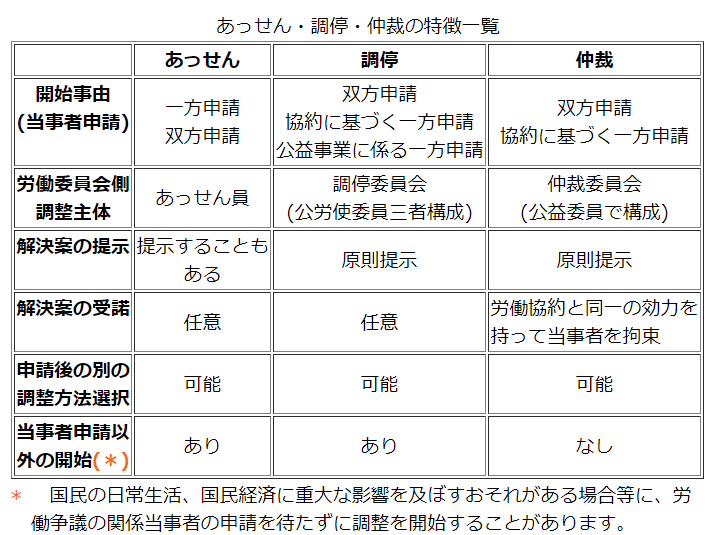 あっせん・調停・仲裁の特徴一覧
あっせん 調停 仲裁
開始事由
(当事者申請)
一方申請
双方申請
双方申請
協約に基づく一方申請
公益事業に係る一方申請
双方申請
協約に基づく一方申請
労働委員会側
調整主体
あっせん員
調停委員会
(公労使委員三者構成)
仲裁委員会
(公益委員で構成)
解決案の提示
提示することも
ある
原則提示
原則提示
解決案の受諾
任意
任意
労働協約と同一の効力を
持って当事者を拘束
申請後の別の
調整方法選択
可能
可能
可能
当事者申請以
外の開始(＊)
あり
あり
なし
＊　国民の日常生活、国民経済に重大な影響を及ぼすおそれがある場合等に、労
働争議の関係当事者の申請を待たずに調整を開始することがあります。